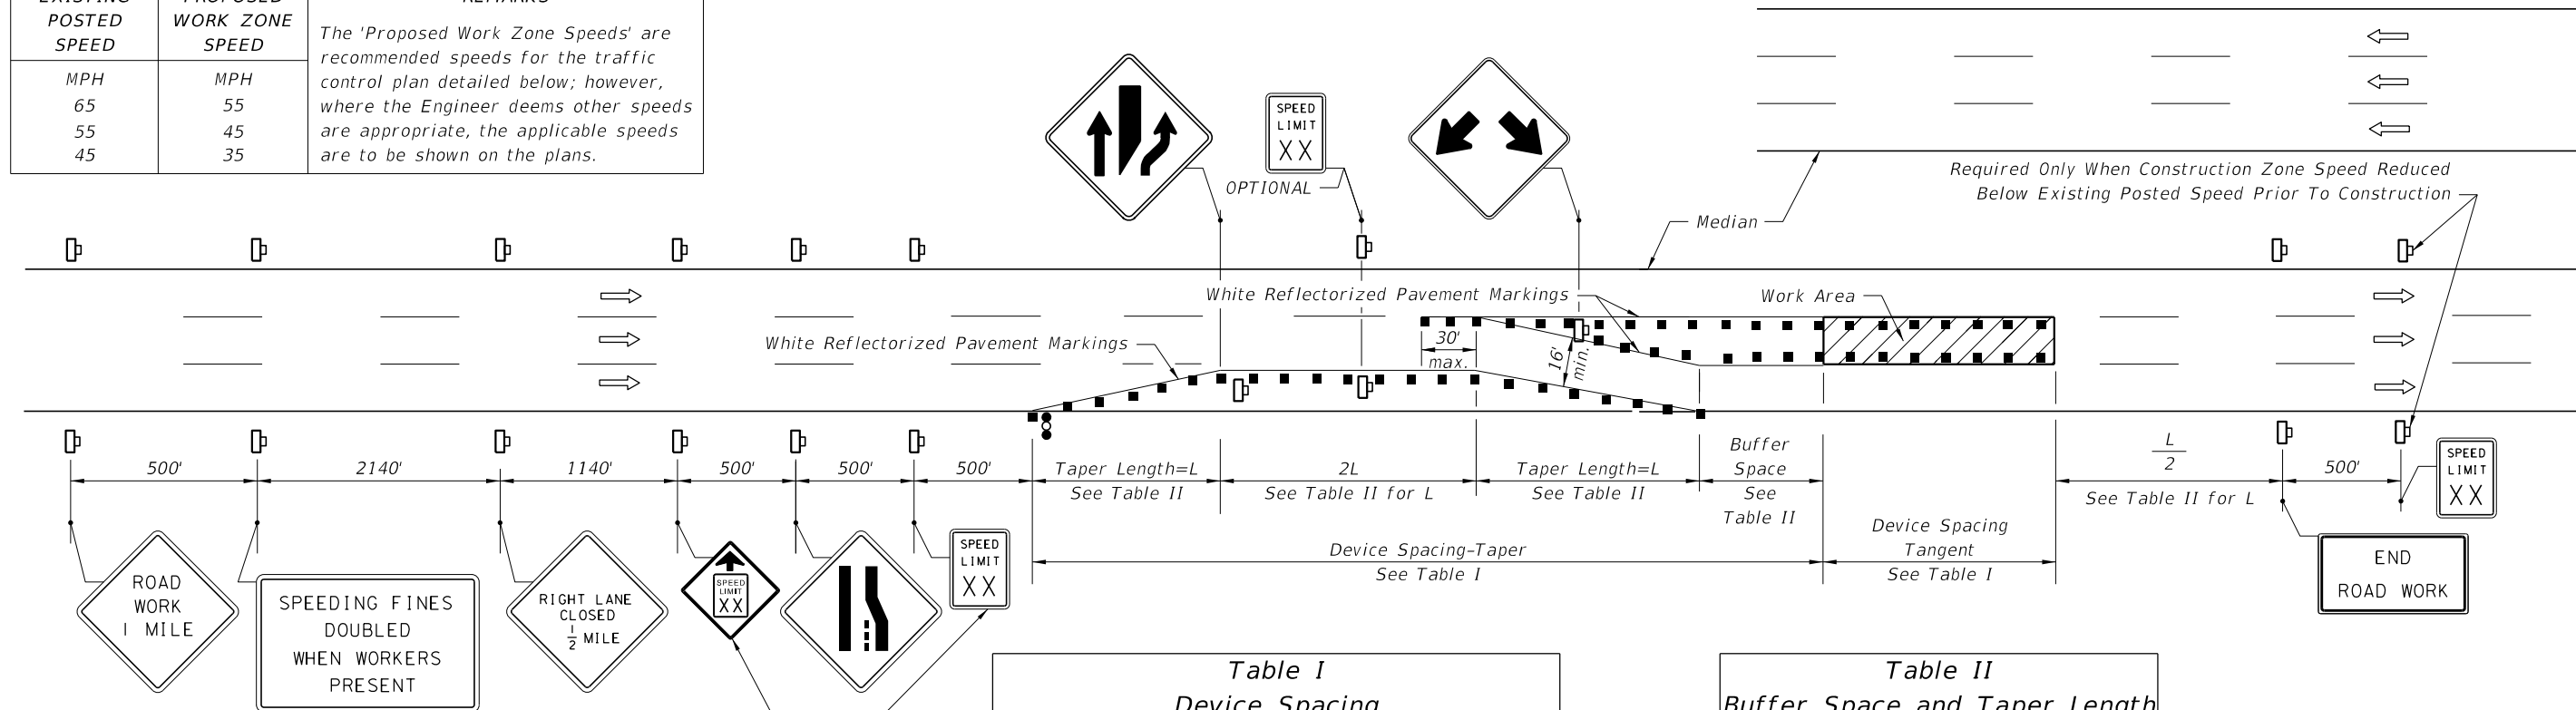 POSTED
SPEED
WORK ZONE
SPEED
MPH
65
55
45
MPH
55
45
35
The 'Proposed Work Zone Speeds' are
recommended speeds for the traffic
control plan detailed below; however,
where the Engineer deems other speeds
are appropriate, the applicable speeds
are to be shown on the plans.
SPEED
LIMIT
XX
OPTIONAL
Required Only When Construction Zone Speed Reduced
Below Existing Posted Speed Prior To Construction
Median
White Reflectorized Pavement Markings
Work Area
White Reflectorized Pavement Markings
30'
max.
16'
min.
500'
2140'
1140'
500'
500'
500'
Taper Length=L
See Table II
2L
See Table II for L
Taper Length=L
See Table II
Buffer
Space
See
Table II
L
2
See Table II for L
500'
Device Spacing-Taper
See Table I
Device Spacing
Tangent
See Table I
ROAD
WORK
1 MILE
SPEEDING FINES
DOUBLED
WHEN WORKERS
PRESENT
RIGHT LANE
CLOSED
1/2 MILE
SPEED
LIMIT
XX
SPEED
LIMIT
XX
SPEED
LIMIT
XX
END
ROAD WORK
Table I
Device Spacing
Table II
Buffer Space and Taper Length